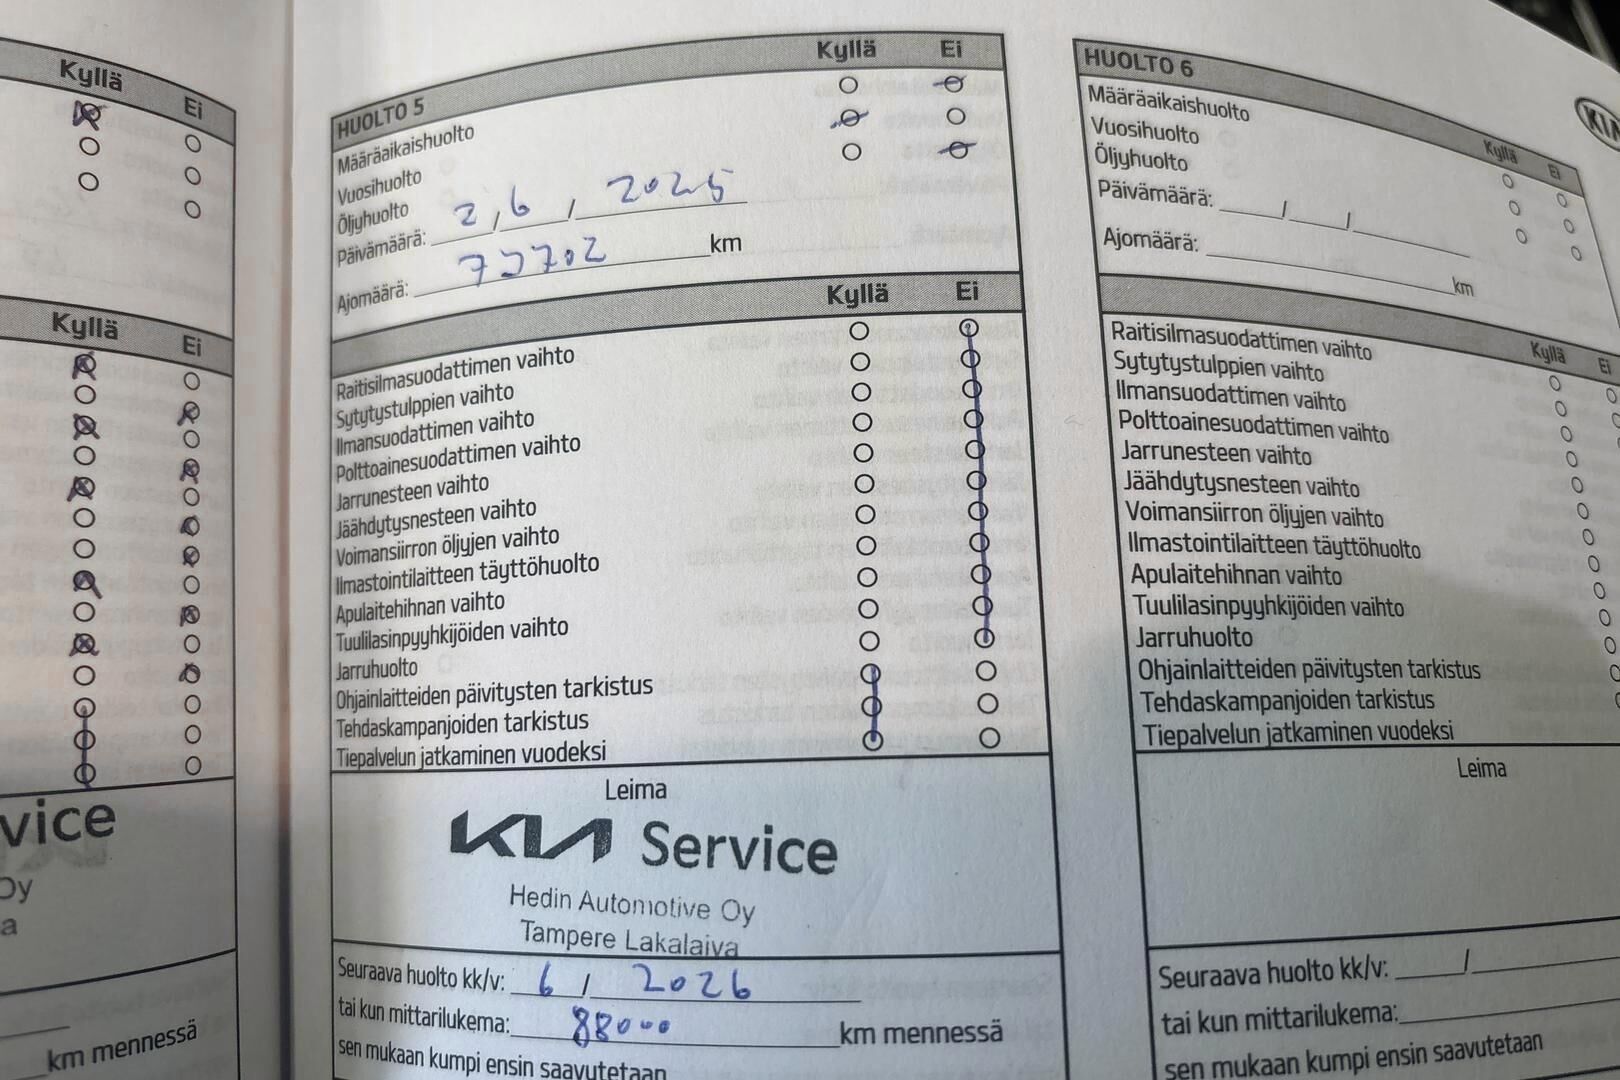 Kyllä Ei
Kyllä Ei
vice
Oy
a
km mennessä
HUOLTO 5 Kyllä Ei
Määräaikaishuolto
Vuosihuolto
Öljyhuolto
Päivämäärä: 2 / 6 / 2025
Ajomäärä: km
Kyllä Ei
Raitisilmasuodattimen vaihto
Sytytystulppien vaihto
Ilmansuodattimen vaihto
Polttoainesuodattimen vaihto
Jarrunesteen vaihto
Jäähdytysnesteen vaihto
Voimansiirron öljyjen vaihto
Ilmastointilaitteen täyttöhuolto
Apulaitehihnan vaihto
Tuulilasinpyyhkijöiden vaihto
Jarruhuolto
Ohjainlaitteiden päivitysten tarkistus
Tehdaskampanjoiden tarkistus
Tiepalvelun jatkaminen vuodeksi
Leima
KIA Service
Hedin Automotive Oy
Tampere Lakalaiva
Seuraava huolto kk/v: 6 / 2026
tai kun mittarilukema: 88000 km mennessä
sen mukaan kumpi ensin saavutetaan
HUOLTO 6 Kyllä Ei
Määräaikaishuolto
Vuosihuolto
Öljyhuolto
Päivämäärä: / /
Ajomäärä: km
Kyllä Ei
Raitisilmasuodattimen vaihto
Sytytystulppien vaihto
Ilmansuodattimen vaihto
Polttoainesuodattimen vaihto
Jarrunesteen vaihto
Jäähdytysnesteen vaihto
Voimansiirron öljyjen vaihto
Ilmastointilaitteen täyttöhuolto
Apulaitehihnan vaihto
Tuulilasinpyyhkijöiden vaihto
Jarruhuolto
Ohjainlaitteiden päivitysten tarkistus
Tehdaskampanjoiden tarkistus
Tiepalvelun jatkaminen vuodeksi
Leima
Seuraava huolto kk/v: /
tai kun mittarilukema:
sen mukaan kumpi ensin saavutetaan
KIA